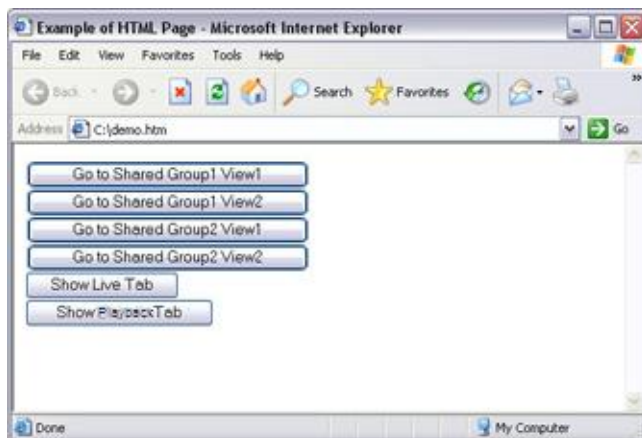 Example of HTML Page - Microsoft Internet Explorer
File Edit View Favorites Tools Help
Back Search Favorites »
Address C:\demo.htm Go
Go to Shared Group1 View1
Go to Shared Group1 View2
Go to Shared Group2 View1
Go to Shared Group2 View2
Show Live Tab
Show Playback Tab
Done My Computer